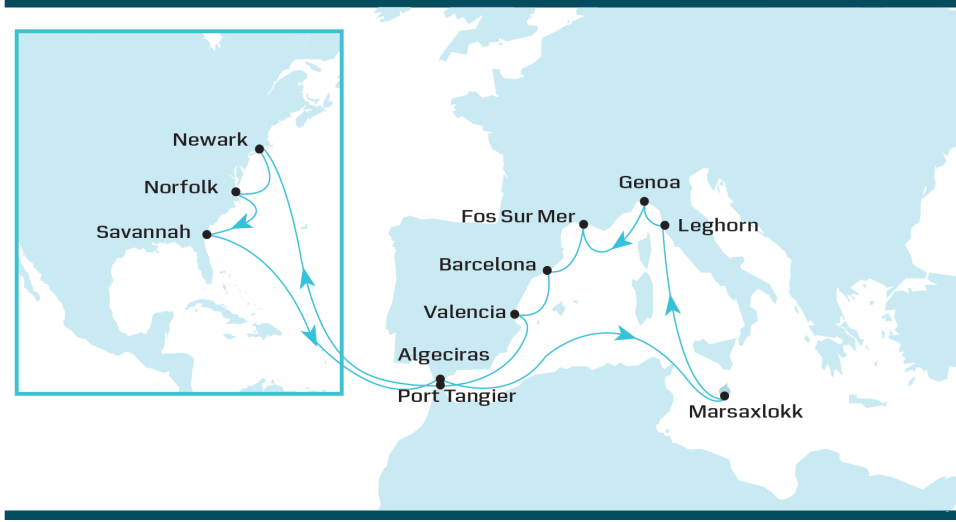 Newark
Norfolk
Savannah
Genoa
Fos Sur Mer
Leghorn
Barcelona
Valencia
Algeciras
Port Tangier
Marsaxlokk